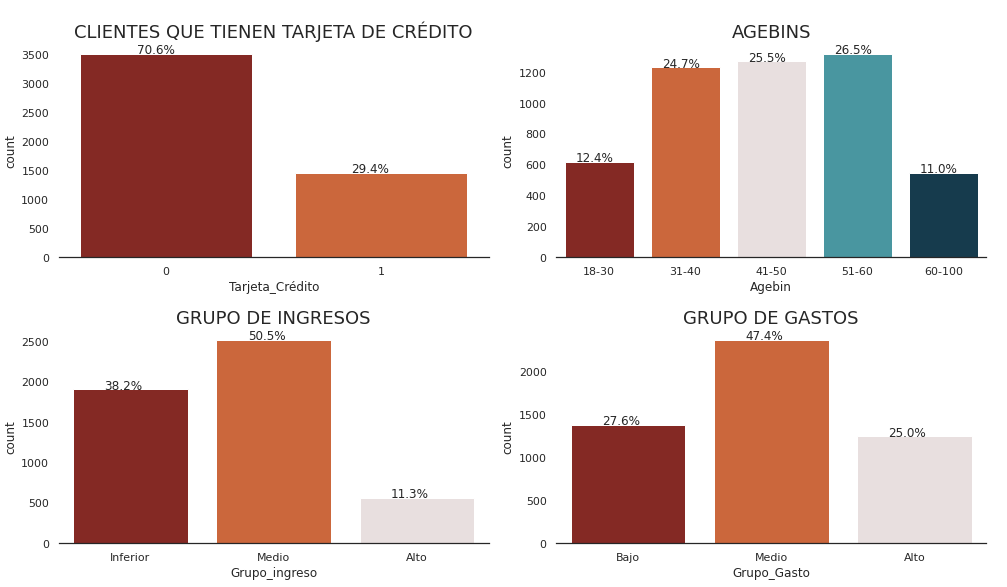 CLIENTES QUE TIENEN TARJETA DE CRÉDITO
3500
3000
2500
2000
1500
1000
500
0
count
70.6%
29.4%
0
1
Tarjeta_Crédito
AGEBINS
1200
1000
800
600
400
200
0
count
12.4%
24.7%
25.5%
26.5%
11.0%
18-30
31-40
41-50
51-60
60-100
Agebin
GRUPO DE INGRESOS
2500
2000
1500
1000
500
0
count
38.2%
50.5%
11.3%
Inferior
Medio
Alto
Grupo_ingreso
GRUPO DE GASTOS
2000
1500
1000
500
0
count
27.6%
47.4%
25.0%
Bajo
Medio
Alto
Grupo_Gasto